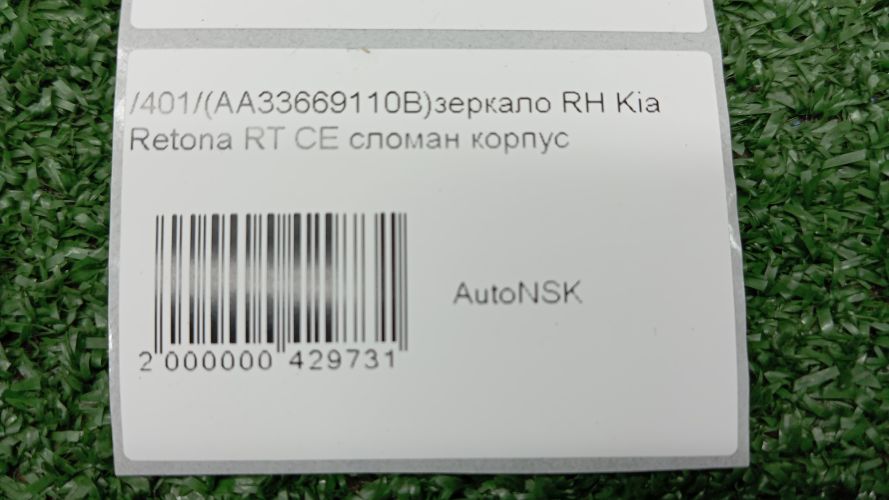 /401/(AA33669110B)зеркало RH Kia
Retona RT CE сломан корпус
AutoNSK
2 000000 429731